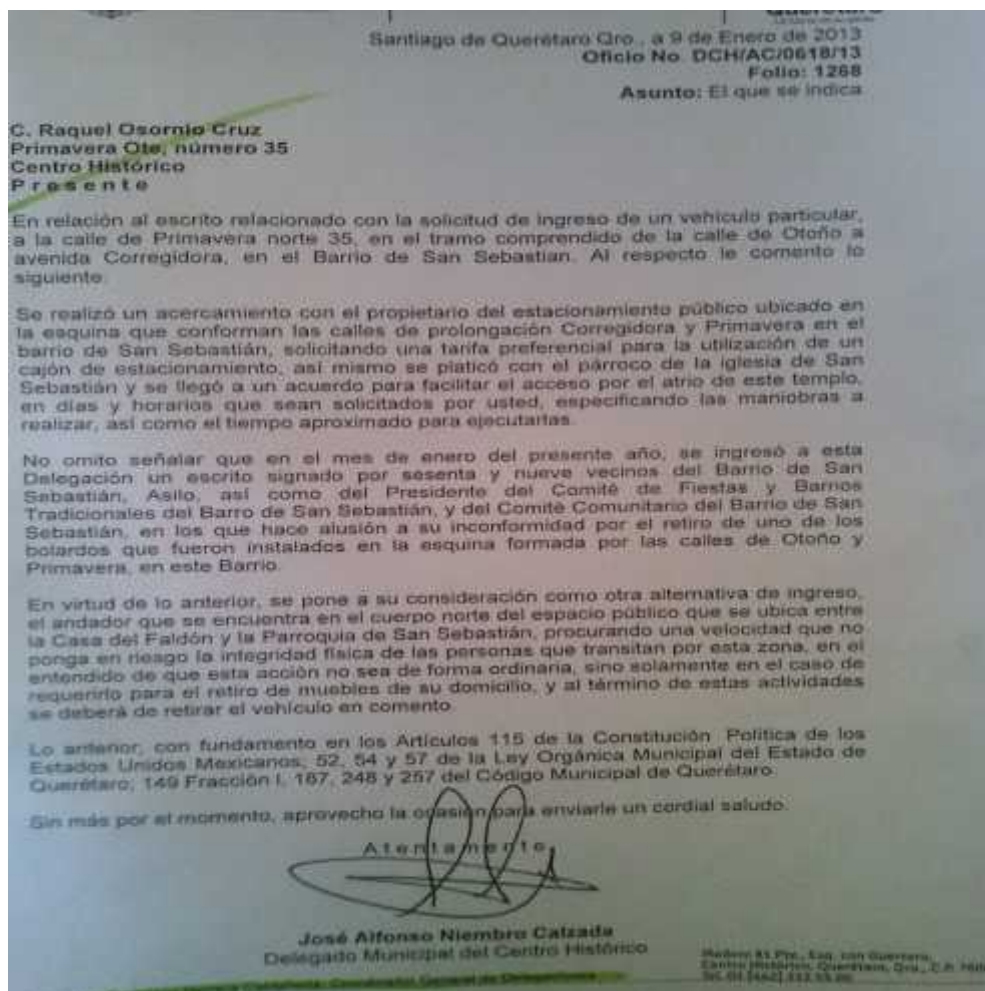 Querétaro
Santiago de Querétaro Qro., a 9 de Enero de 2013
Oficio No. DCH/AC/0618/13
Folio: 1268
Asunto: El que se indica
C. Raquel Osornio Cruz
Primavera Ote, número 35
Centro Histórico
P r e s e n t e
En relación al escrito relacionado con la solicitud de ingreso de un vehículo particular,
a la calle de Primavera norte 35, en el tramo comprendido de la calle de Otoño a
avenida Corregidora, en el Barrio de San Sebastian. Al respecto le comento lo
siguiente.
Se realizó un acercamiento con el propietario del estacionamiento público ubicado en
la esquina que conforman las calles de prolongación Corregidora y Primavera en el
barrio de San Sebastián, solicitando una tarifa preferencial para la utilización de un
cajón de estacionamiento, así mismo se platicó con el párroco de la iglesia de San
Sebastián y se llegó a un acuerdo para facilitar el acceso por el atrio de este templo,
en días y horarios que sean solicitados por usted, especificando las maniobras a
realizar, así como el tiempo aproximado para ejecutarlas.
No omito señalar que en el mes de enero del presente año, se ingresó a esta
Delegación un escrito signado por sesenta y nueve vecinos del Barrio de San
Sebastián, Asilo, así como del Presidente del Comité de Fiestas y Barrios
Tradicionales del Barro de San Sebastián, y del Comité Comunitario del Barrio de San
Sebastián, en los que hace alusión a su inconformidad por el retiro de uno de los
bolardos que fueron instalados en la esquina formada por las calles de Otoño y
Primavera, en este Barrio.
En virtud de lo anterior, se pone a su consideración como otra alternativa de ingreso,
el andador que se encuentra en el cuerpo norte del espacio público que se ubica entre
la Casa del Faldón y la Parroquia de San Sebastián, procurando una velocidad que no
ponga en riesgo la integridad física de las personas que transitan por esta zona, en el
entendido de que esta acción no sea de forma ordinaria, sino solamente en el caso de
requerirlo para el retiro de muebles de su domicilio, y al término de estas actividades
se deberá de retirar el vehículo en comento.
Lo anterior, con fundamento en los Artículos 115 de la Constitución Política de los
Estados Unidos Mexicanos, 52, 54 y 57 de la Ley Orgánica Municipal del Estado de
Querétaro; 149 Fracción I, 167, 248 y 257 del Código Municipal de Querétaro.
Sin más por el momento, aprovecho la ocasión para enviarle un cordial saludo.
A t e n t a m e n t e,
José Alfonso Niembro Calzada
Delegado Municipal del Centro Histórico
Madero 81 Pte., Esq. con Guerrero,
Centro Histórico, Querétaro, Qro., C.P.